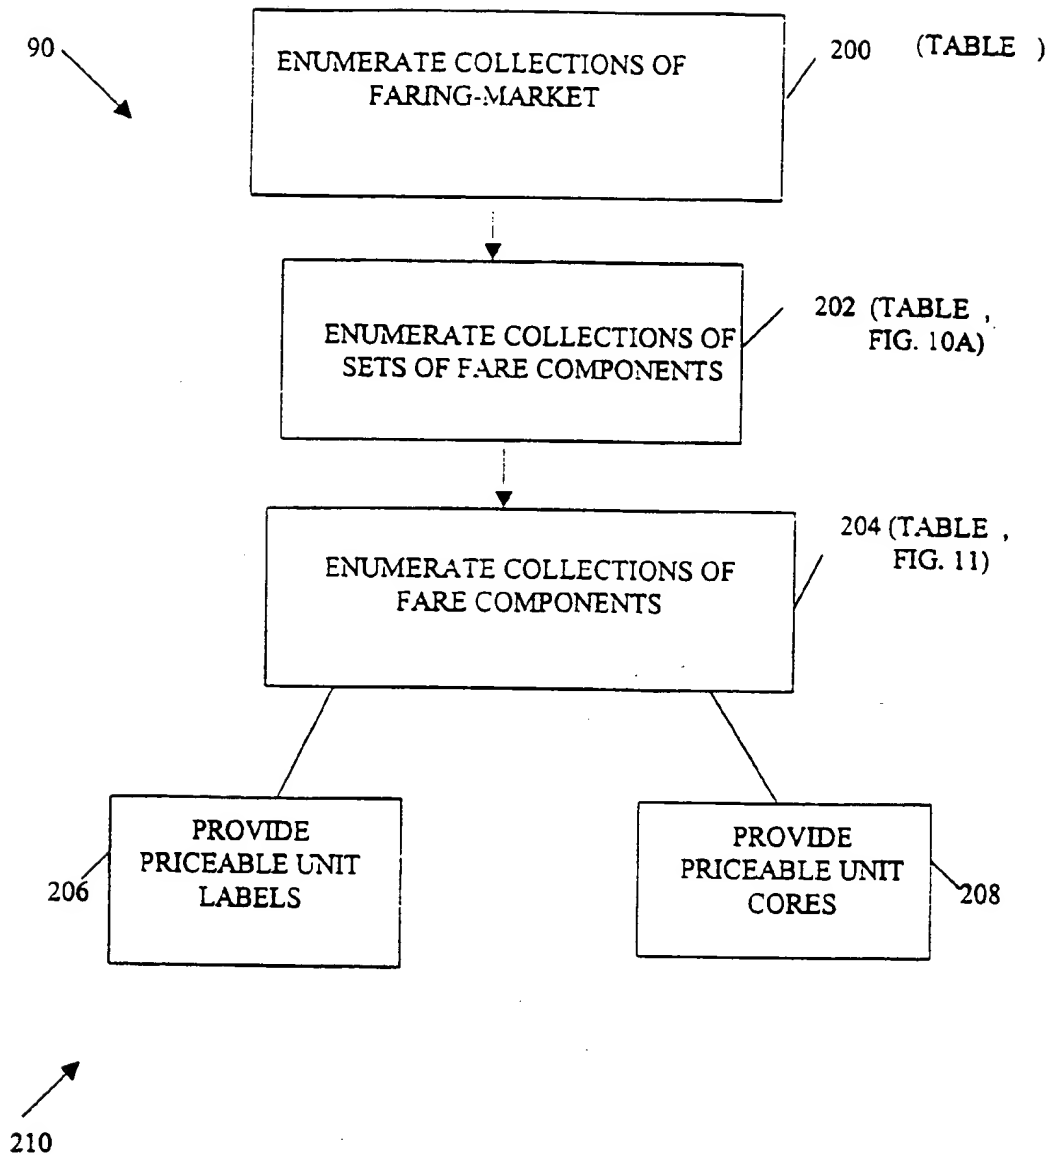 90
ENUMERATE COLLECTIONS OF
FARING-MARKET
200 (TABLE )
ENUMERATE COLLECTIONS OF
SETS OF FARE COMPONENTS
202 (TABLE ,
FIG. 10A)
ENUMERATE COLLECTIONS OF
FARE COMPONENTS
204 (TABLE ,
FIG. 11)
PROVIDE
PRICEABLE UNIT
LABELS
206
PROVIDE
PRICEABLE UNIT
CORES
208
210